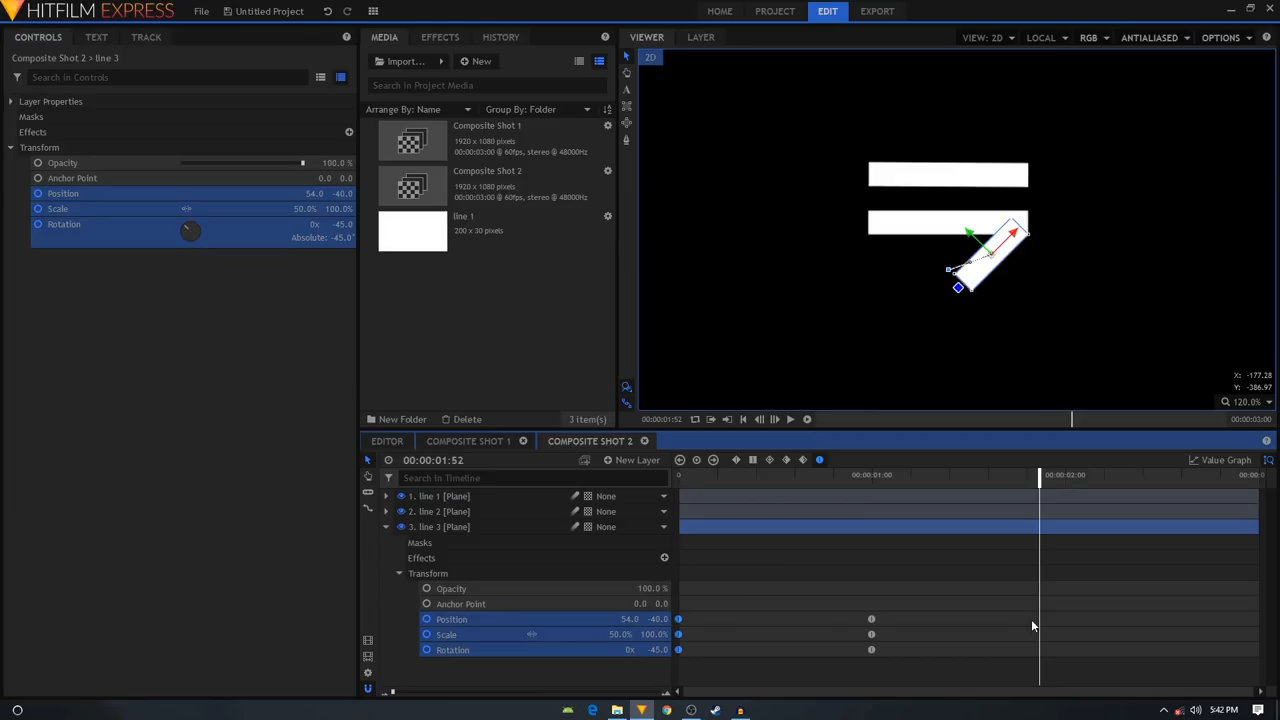 HITFILM EXPRESS File Untitled Project HOME PROJECT EDIT EXPORT
CONTROLS TEXT TRACK
Composite Shot 2 > line 3
Search in Controls
Layer Properties
Masks
Effects
Transform
Opacity 100.0 %
Anchor Point 0.0 0.0
Position 54.0 -40.0
Scale 50.0% 100.0%
Rotation 0x -45.0
Absolute: -45.0°
MEDIA EFFECTS HISTORY
Import... New
Search In Project Media
Arrange By: Name Group By: Folder
Composite Shot 1
1920 x 1080 pixels
00:00:03:00 @ 60fps, stereo @ 48000Hz
Composite Shot 2
1920 x 1080 pixels
00:00:03:00 @ 60fps, stereo @ 48000Hz
line 1
200 x 30 pixels
New Folder Delete 3 item(s)
VIEWER LAYER VIEW: 2D LOCAL RGB ANTIALIASED OPTIONS
2D
A
X: -177.28
Y: -386.97
120.0%
00:00:01:52 00:00:03:00
EDITOR COMPOSITE SHOT 1 COMPOSITE SHOT 2
00:00:01:52 New Layer Value Graph
Search In Timeline
0 00:00:01:00 00:00:02:00 00:00:0
1. line 1 [Plane] None
2. line 2 [Plane] None
3. line 3 [Plane] None
Masks
Effects
Transform
Opacity 100.0 %
Anchor Point 0.0 0.0
Position 54.0 -40.0
Scale 50.0% 100.0%
Rotation 0x -45.0
5:42 PM